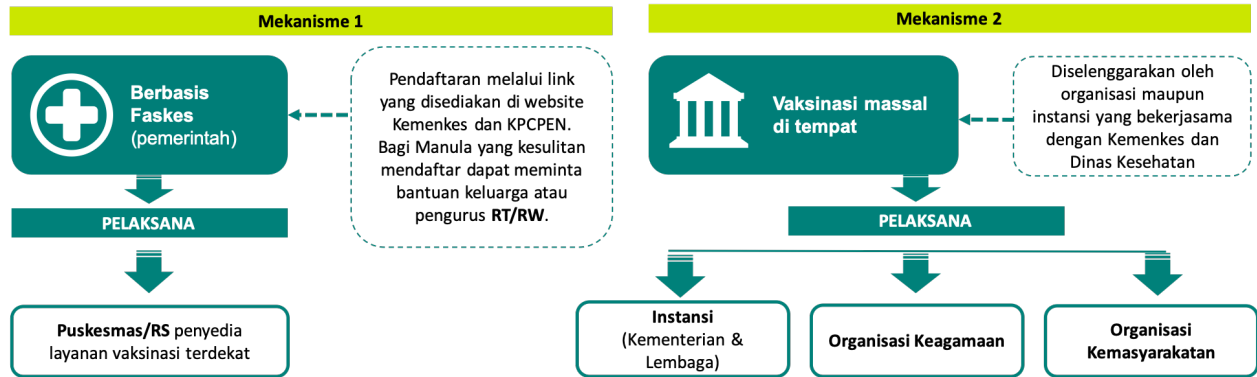 Mekanisme 1
Berbasis
Faskes
(pemerintah)
Pendaftaran melalui link
yang disediakan di website
Kemenkes dan KPCPEN.
Bagi Manula yang kesulitan
mendaftar dapat meminta
bantuan keluarga atau
pengurus RT/RW.
PELAKSANA
Puskesmas/RS penyedia
layanan vaksinasi terdekat
Mekanisme 2
Vaksinasi massal
di tempat
Diselenggarakan oleh
organisasi maupun
instansi yang bekerjasama
dengan Kemenkes dan
Dinas Kesehatan
PELAKSANA
Instansi
(Kementerian &
Lembaga)
Organisasi Keagamaan
Organisasi
Kemasyarakatan